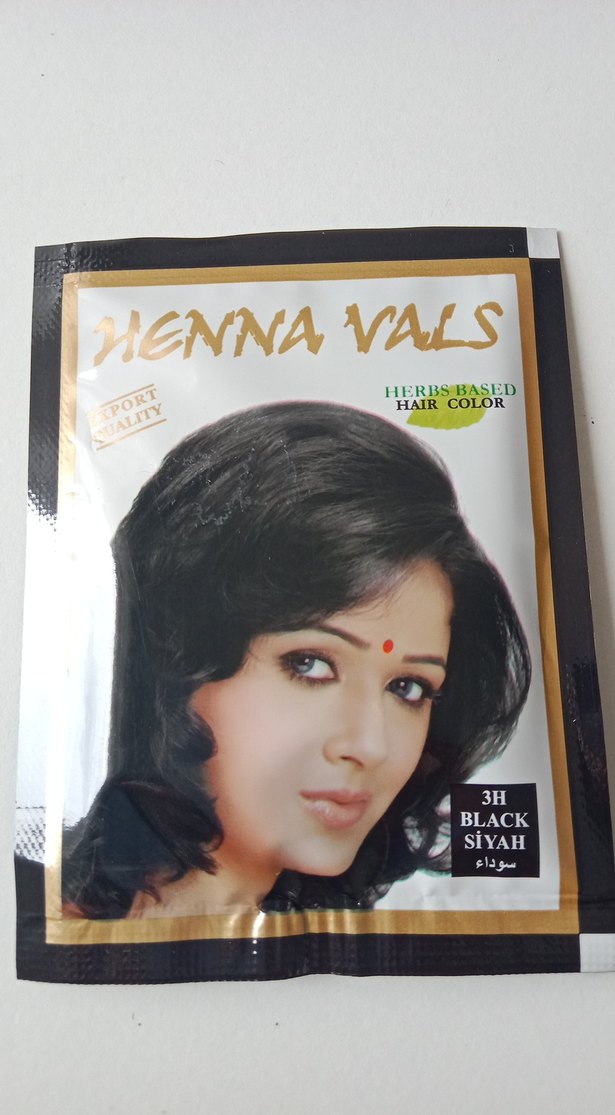 HENNA VALS
EXPORT
QUALITY
HERBS BASED
HAIR COLOR
3H
BLACK
SİYAH
سوداء